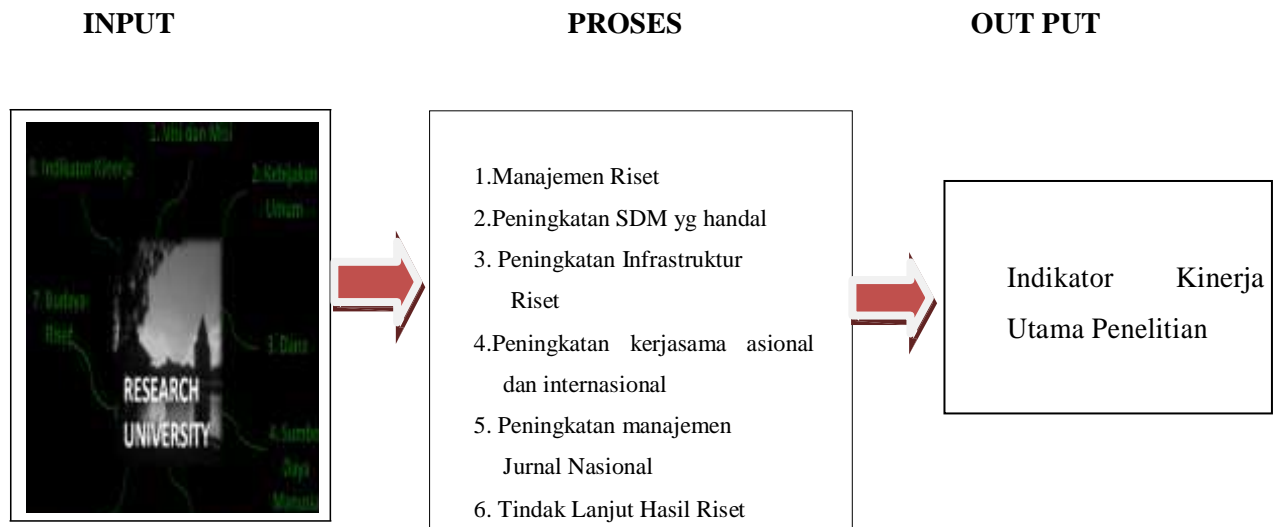 INPUT
PROSES
OUT PUT
1. Visi dan Misi
8. Indikator Kinerja
2. Kebijakan
Umum
7. Budaya
Riset
3. Dana
RESEARCH
UNIVERSITY
4. Sumbe
Daya
Manusia
1.Manajemen Riset
2.Peningkatan SDM yg handal
3. Peningkatan Infrastruktur
Riset
4.Peningkatan kerjasama asional
dan internasional
5. Peningkatan manajemen
Jurnal Nasional
6. Tindak Lanjut Hasil Riset
Indikator Kinerja
Utama Penelitian